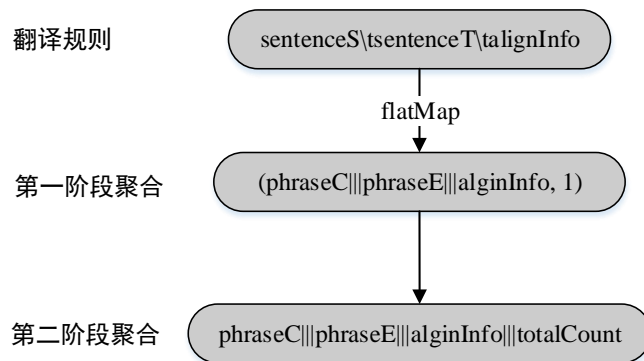 翻译规则
sentenceS\tsentenceT\talignInfo
flatMap
第一阶段聚合
(phraseC|||phraseE|||alginInfo, 1)
第二阶段聚合
phraseC|||phraseE|||alginInfo|||totalCount